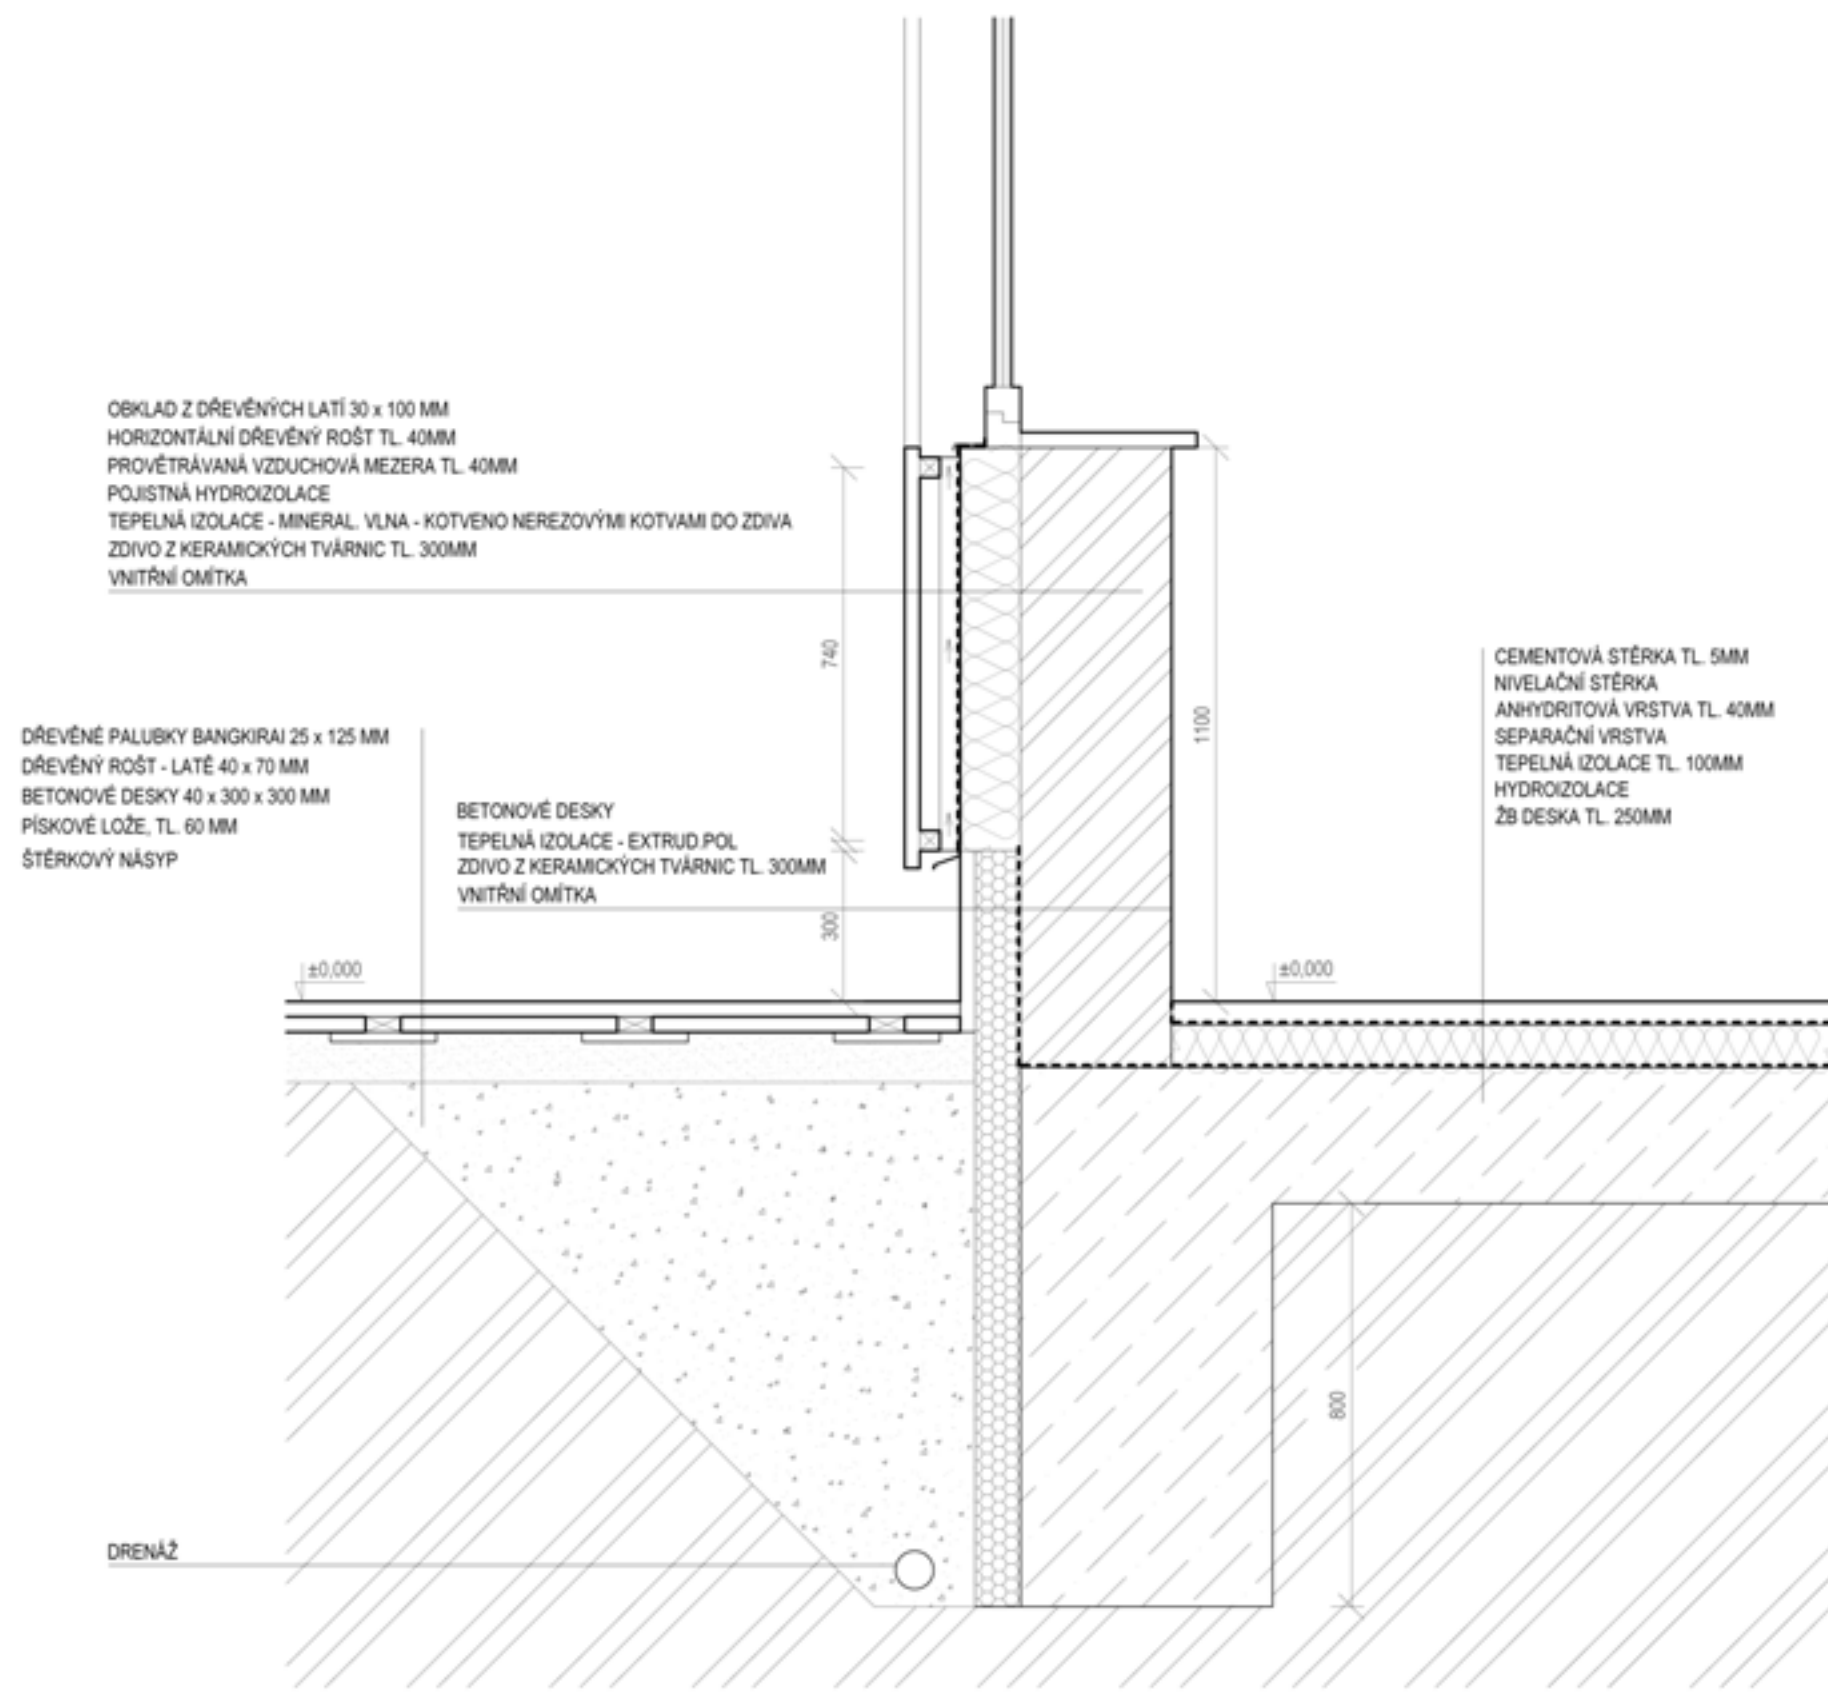 OBKLAD Z DŘEVĚNÝCH LATÍ 30 x 100 MM
HORIZONTÁLNÍ DŘEVĚNÝ ROŠT TL. 40MM
PROVĚTRÁVANÁ VZDUCHOVÁ MEZERA TL. 40MM
POJISTNÁ HYDROIZOLACE
TEPELNÁ IZOLACE - MINERAL. VLNA - KOTVENO NEREZOVÝMI KOTVAMI DO ZDIVA
ZDIVO Z KERAMICKÝCH TVÁRNIC TL. 300MM
VNITŘNÍ OMÍTKA
740
1100
CEMENTOVÁ STĚRKA TL. 5MM
NIVELAČNÍ STĚRKA
ANHYDRITOVÁ VRSTVA TL. 40MM
SEPARAČNÍ VRSTVA
TEPELNÁ IZOLACE TL. 100MM
HYDROIZOLACE
ŽB DESKA TL. 250MM
DŘEVĚNÉ PALUBKY BANGKIRAI 25 x 125 MM
DŘEVĚNÝ ROŠT - LATĚ 40 x 70 MM
BETONOVÉ DESKY 40 x 300 x 300 MM
PÍSKOVÉ LOŽE, TL. 60 MM
ŠTĚRKOVÝ NÁSYP
BETONOVÉ DESKY
TEPELNÁ IZOLACE - EXTRUD.POL
ZDIVO Z KERAMICKÝCH TVÁRNIC TL. 300MM
VNITŘNÍ OMÍTKA
300
±0,000
±0,000
800
DRENÁŽ